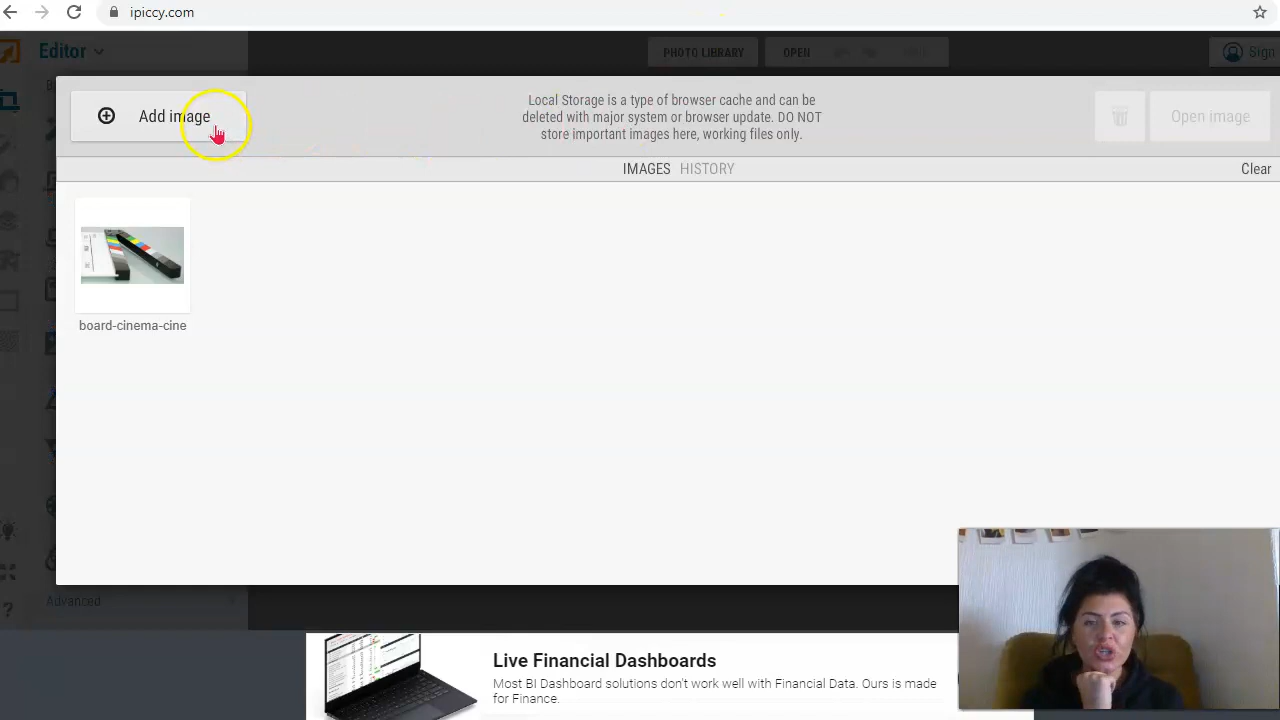 ipiccy.com
Editor
PHOTO LIBRARY
OPEN
Sign
Add image
Local Storage is a type of browser cache and can be
deleted with major system or browser update. DO NOT
store important images here, working files only.
Open image
IMAGES
HISTORY
Clear
board-cinema-cine
Advanced
Live Financial Dashboards
Most BI Dashboard solutions don't work well with Financial Data. Ours is made
for Finance.